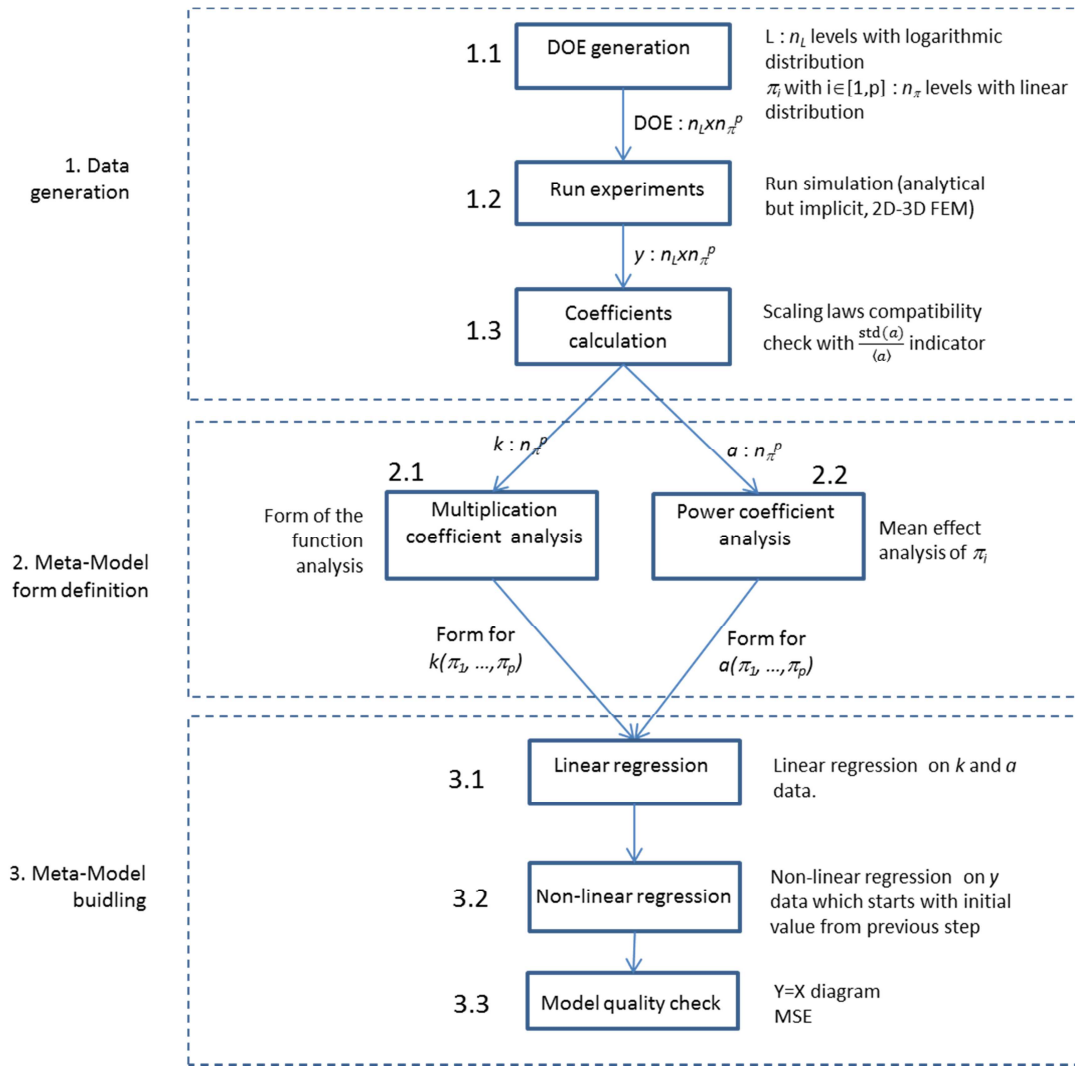 1.1
DOE generation
L : n_L levels with logarithmic
distribution
π_i with i∈[1,p] : n_π levels with linear
distribution
DOE : n_L x n_π^p
1. Data
generation
1.2
Run experiments
Run simulation (analytical
but implicit, 2D-3D FEM)
y : n_L x n_π^p
1.3
Coefficients
calculation
Scaling laws compatibility
check with std(a)/⟨a⟩ indicator
k : n_π^p
a : n_π^p
2.1
2.2
Form of the
function
analysis
Multiplication
coefficient analysis
Power coefficient
analysis
Mean effect
analysis of π_i
2. Meta-Model
form definition
Form for
k(π_1, ...,π_p)
Form for
a(π_1, ...,π_p)
3.1
Linear regression
Linear regression on k and a
data.
3. Meta-Model
buidling
3.2
Non-linear regression
Non-linear regression on y
data which starts with initial
value from previous step
3.3
Model quality check
Y=X diagram
MSE